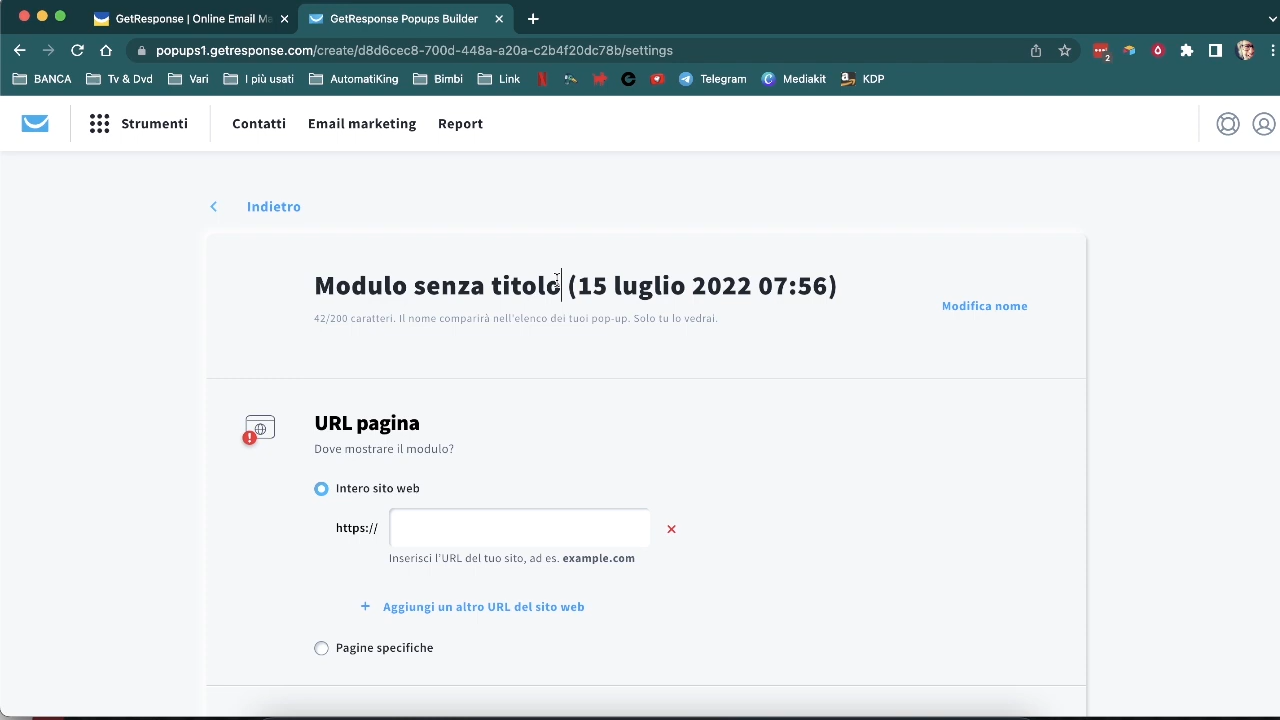 GetResponse | Online Email Ma
GetResponse Popups Builder
popups1.getresponse.com/create/d8d6cec8-700d-448a-a20a-c2b4f20dc78b/settings
2
BANCA Tv & Dvd Vari I più usati AutomatiKing Bimbi Link Telegram Mediakit KDP
Strumenti Contatti Email marketing Report
Indietro
Modulo senza titolo (15 luglio 2022 07:56)
Modifica nome
42/200 caratteri. Il nome comparirà nell'elenco dei tuoi pop-up. Solo tu lo vedrai.
URL pagina
Dove mostrare il modulo?
Intero sito web
https://
Inserisci l'URL del tuo sito, ad es. example.com
+ Aggiungi un altro URL del sito web
Pagine specifiche